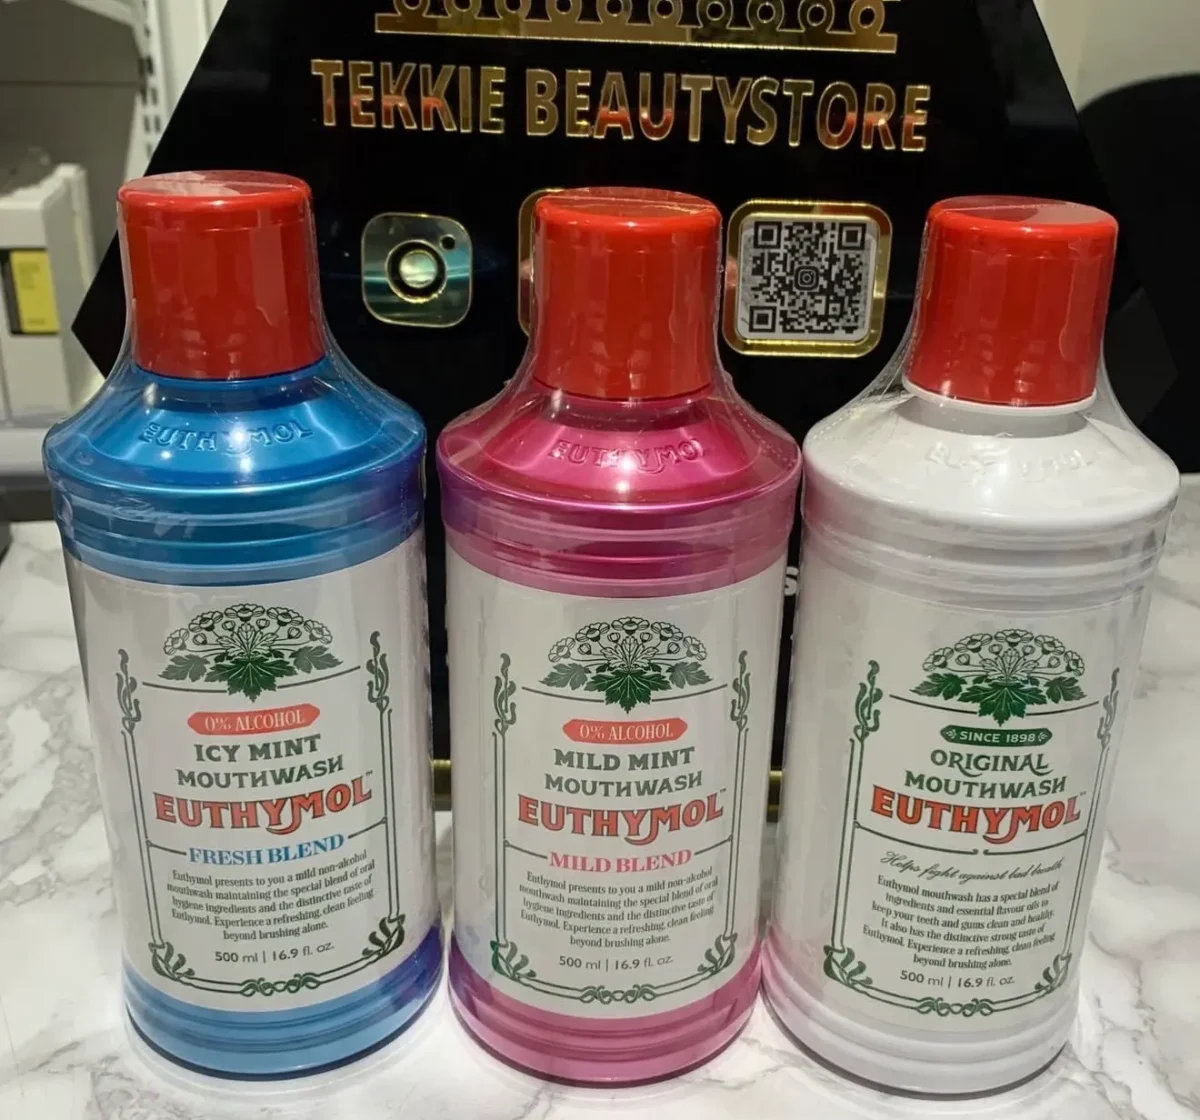 TEKKIE BEAUTYSTORE
EUTHYMOL
0% ALCOHOL
ICY MINT
MOUTHWASH
EUTHYMOL™
FRESH BLEND
Euthymol presents to you a mild non-alcohol
mouthwash maintaining the special blend of oral
hygiene ingredients and the distinctive taste of
Euthymol. Experience a refreshing, clean feeling
beyond brushing alone.
500 ml | 16.9 fl. oz.
EUTHYMOL
0% ALCOHOL
MILD MINT
MOUTHWASH
EUTHYMOL™
MILD BLEND
Euthymol presents to you a mild non-alcohol
mouthwash maintaining the special blend of oral
hygiene ingredients and the distinctive taste of
Euthymol. Experience a refreshing, clean feeling
beyond brushing alone.
500 ml | 16.9 fl. oz.
SINCE 1898
ORIGINAL
MOUTHWASH
EUTHYMOL™
Helps fight against bad breath
Euthymol mouthwash has a special blend of
ingredients and essential flavour oils to
keep your teeth and gums clean and healthy.
It also has the distinctive strong taste of
Euthymol. Experience a refreshing, clean feeling
beyond brushing alone.
500 ml | 16.9 fl. oz.